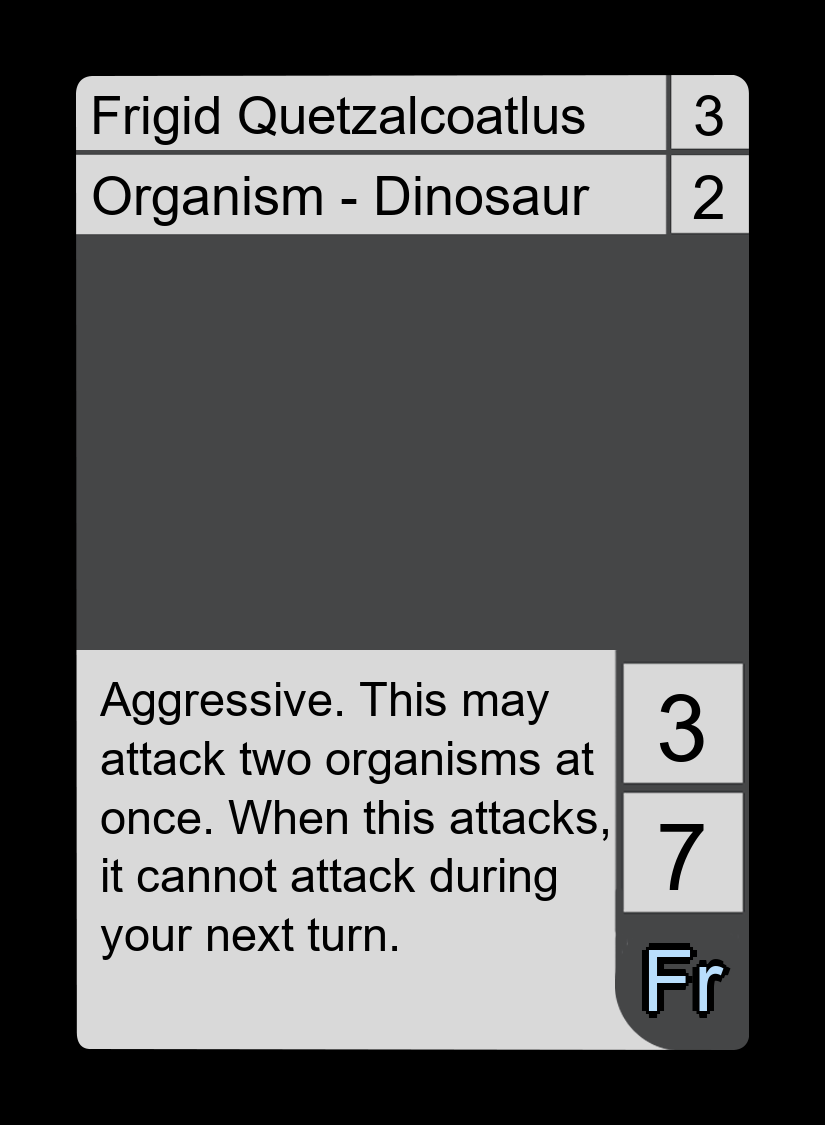 Frigid Quetzalcoatlus 3
Organism - Dinosaur 2
Aggressive. This may
attack two organisms at
once. When this attacks,
it cannot attack during
your next turn.
3
7
Fr